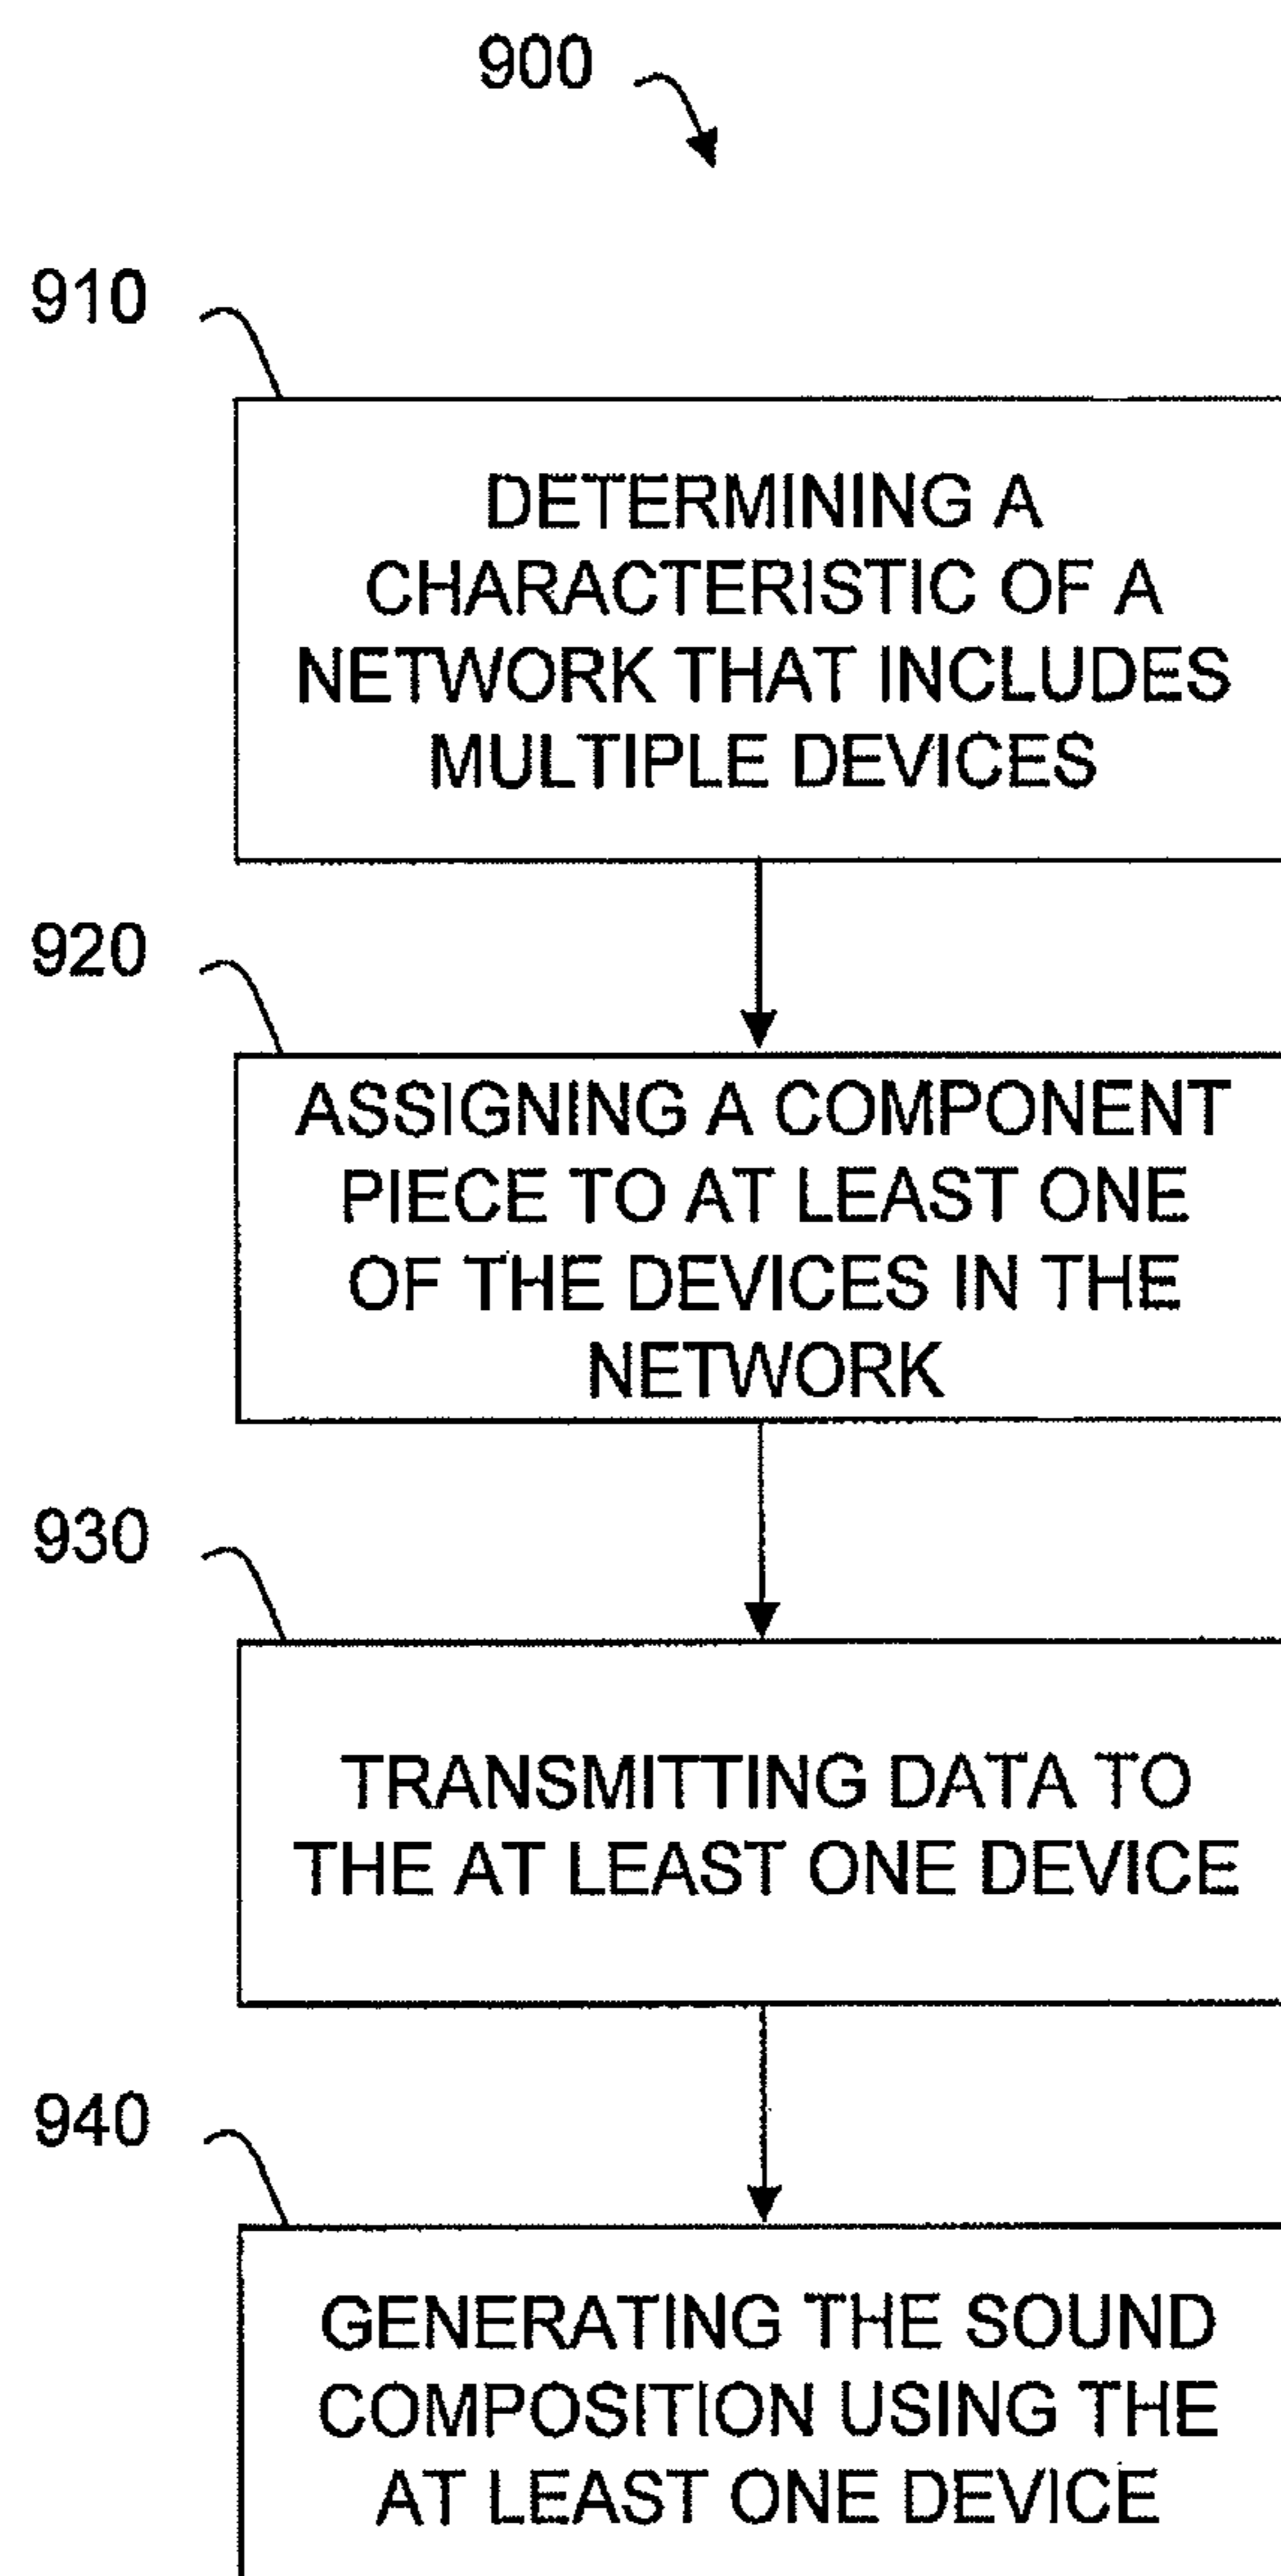 900
910
DETERMINING A
CHARACTERISTIC OF A
NETWORK THAT INCLUDES
MULTIPLE DEVICES
920
ASSIGNING A COMPONENT
PIECE TO AT LEAST ONE
OF THE DEVICES IN THE
NETWORK
930
TRANSMITTING DATA TO
THE AT LEAST ONE DEVICE
940
GENERATING THE SOUND
COMPOSITION USING THE
AT LEAST ONE DEVICE